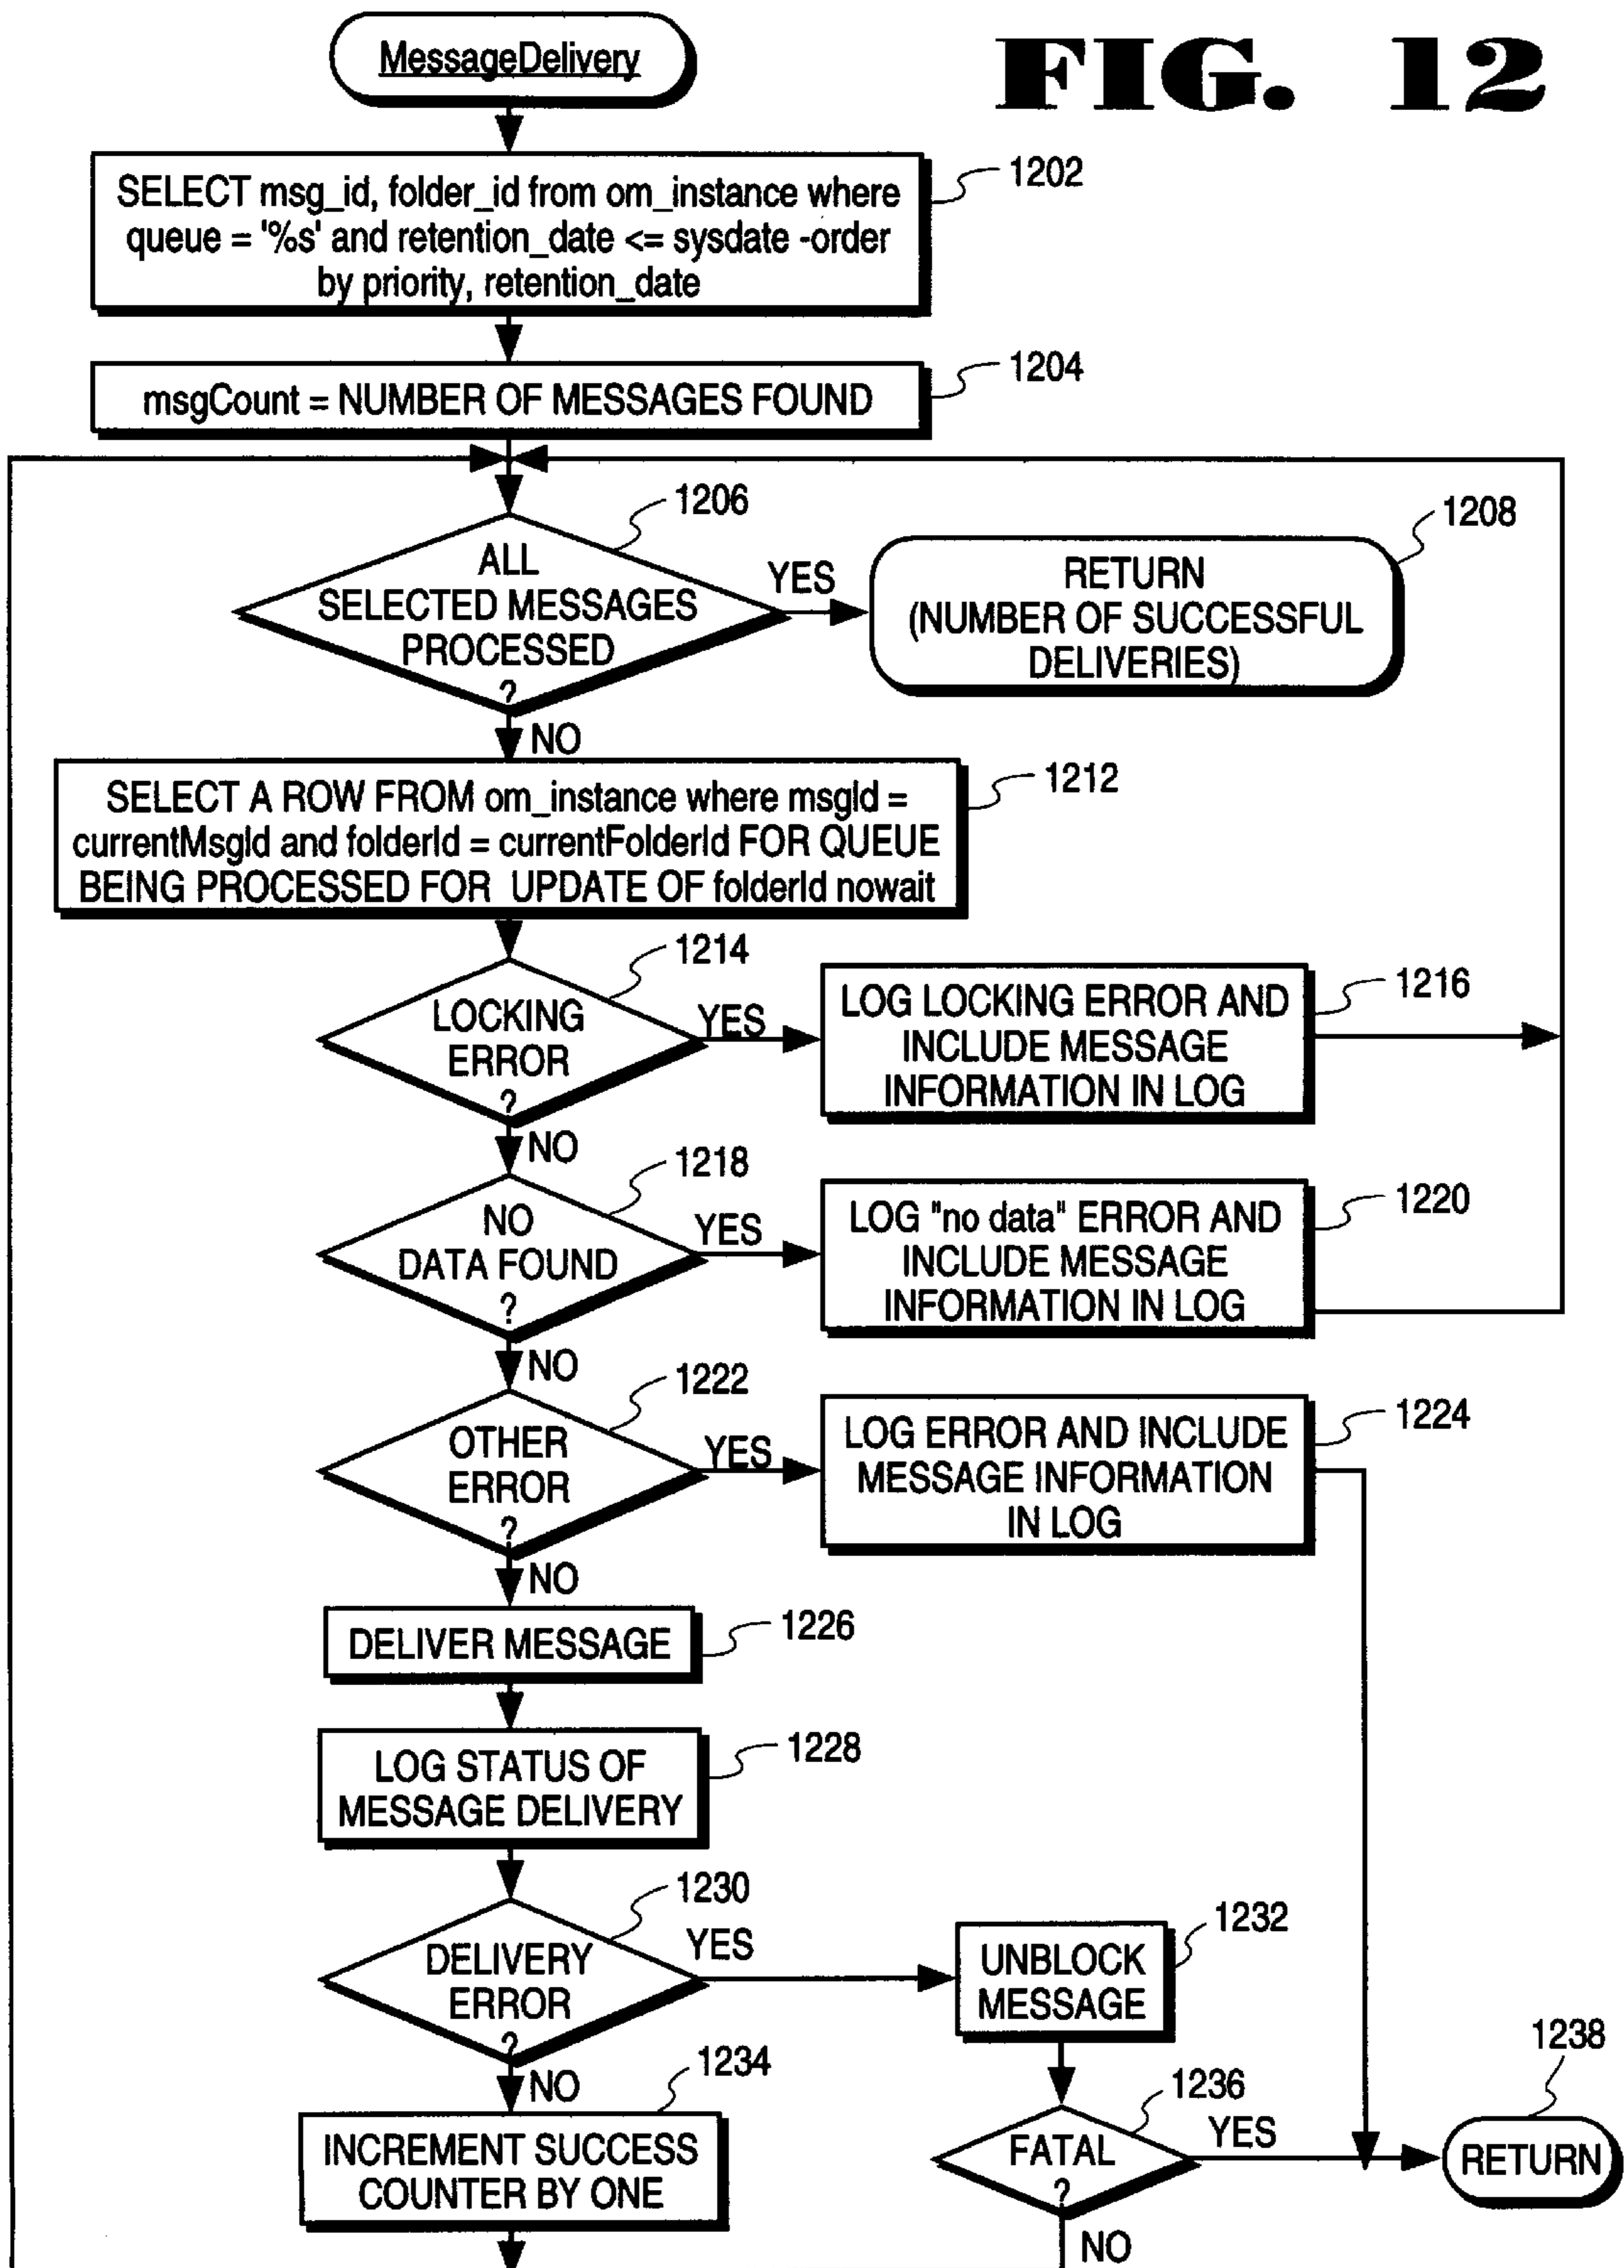 MessageDelivery
FIG. 12
SELECT msg_id, folder_id from om_instance where
queue = '%s' and retention_date <= sysdate -order
by priority, retention_date
1202
msgCount = NUMBER OF MESSAGES FOUND
1204
1206
ALL
SELECTED MESSAGES
PROCESSED
?
YES
1208
RETURN
(NUMBER OF SUCCESSFUL
DELIVERIES)
NO
SELECT A ROW FROM om_instance where msgId =
currentMsgId and folderId = currentFolderId FOR QUEUE
BEING PROCESSED FOR UPDATE OF folderId nowait
1212
1214
LOCKING
ERROR
?
YES
LOG LOCKING ERROR AND
INCLUDE MESSAGE
INFORMATION IN LOG
1216
NO
1218
NO
DATA FOUND
?
YES
LOG "no data" ERROR AND
INCLUDE MESSAGE
INFORMATION IN LOG
1220
NO
1222
OTHER
ERROR
?
YES
LOG ERROR AND INCLUDE
MESSAGE INFORMATION
IN LOG
1224
NO
DELIVER MESSAGE
1226
LOG STATUS OF
MESSAGE DELIVERY
1228
1230
DELIVERY
ERROR
?
YES
UNBLOCK
MESSAGE
1232
NO
1234
INCREMENT SUCCESS
COUNTER BY ONE
1236
FATAL
?
YES
1238
RETURN
NO